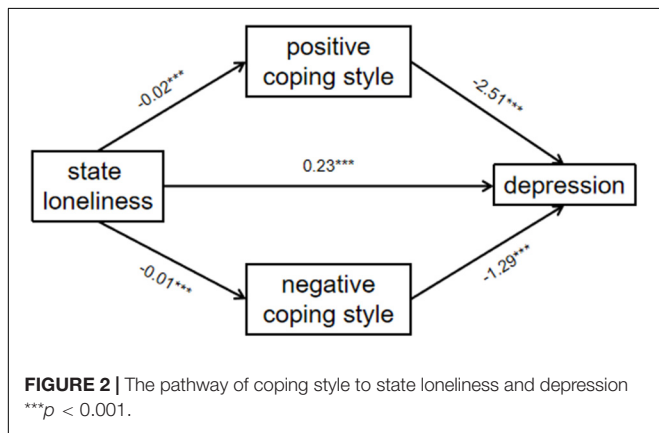 positive
coping style
-0.02***
-2.51***
state
loneliness
0.23***
depression
-0.01***
-1.29***
negative
coping style
FIGURE 2 | The pathway of coping style to state loneliness and depression
***p < 0.001.